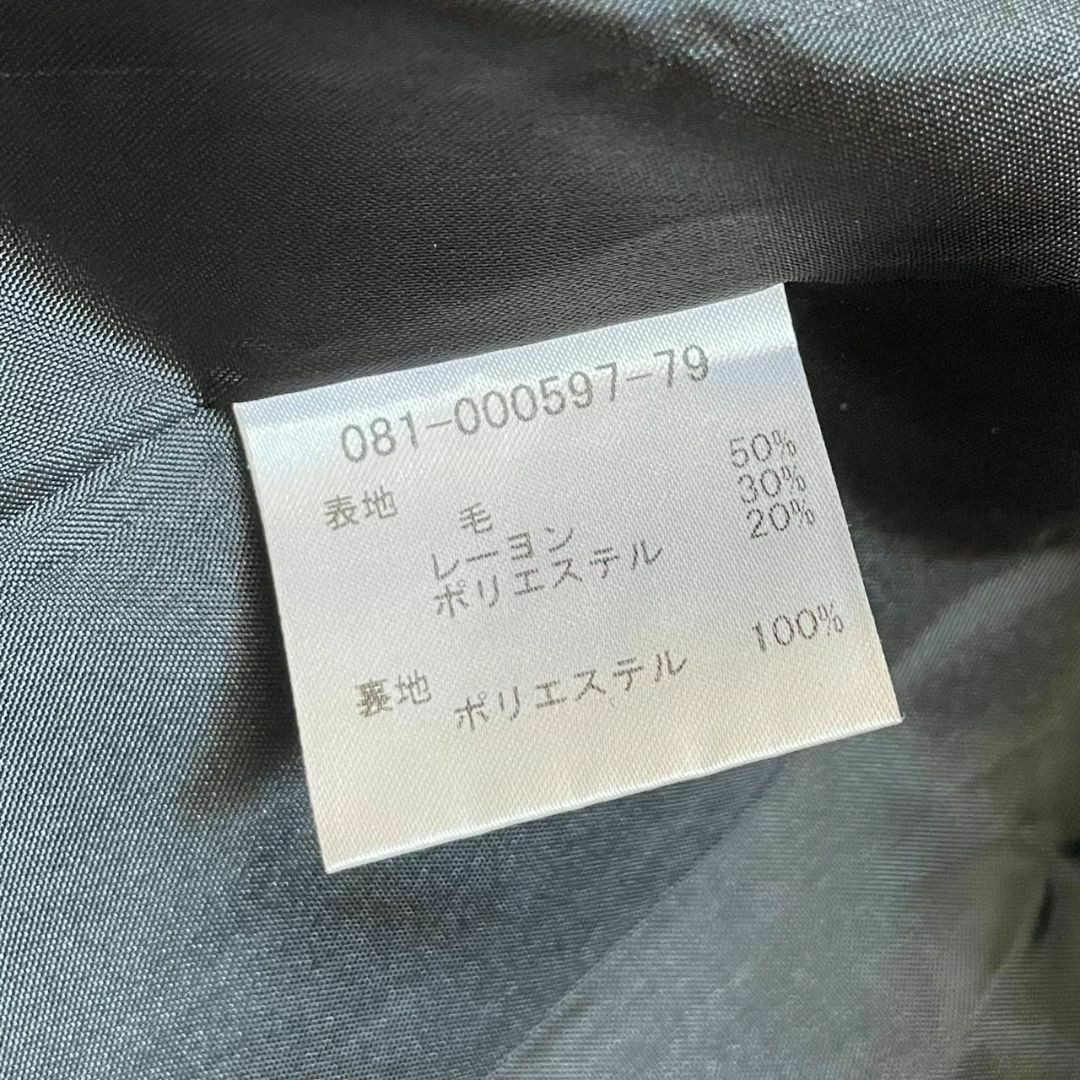 081-000597-79
表地 毛 50%
レーヨン 30%
ポリエステル 20%
裏地 ポリエステル 100%